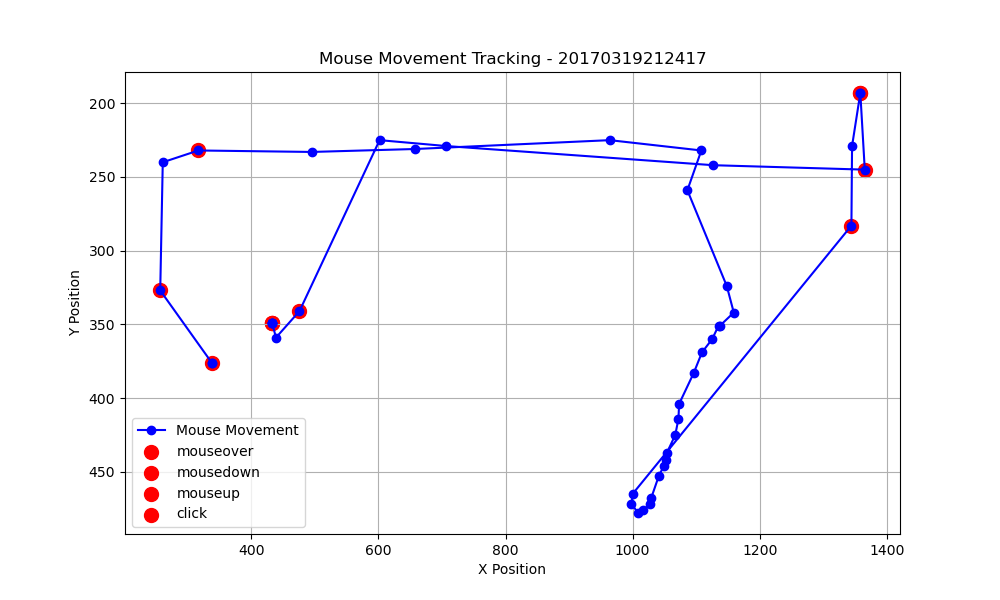 Mouse Movement Tracking - 20170319212417
200
250
300
350
400
450
Y Position
Mouse Movement
mouseover
mousedown
mouseup
click
400 600 800 1000 1200 1400
X Position